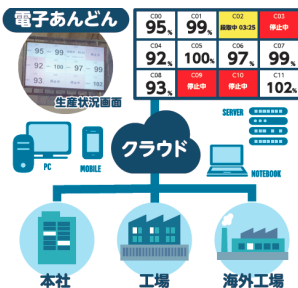 電子あんどん
C00 C01 C02 C03
95% 99% 段取中 03:25 停止中
C04 C05 C06 C07
92% 100% 97% 99%
C08 C09 C10 C11
93% 停止中 停止中 102%
95 99
92 100 97 99
93
生産状況画面
クラウド
SERVER
PC
MOBILE
NOTEBOOK
本社
工場
海外工場